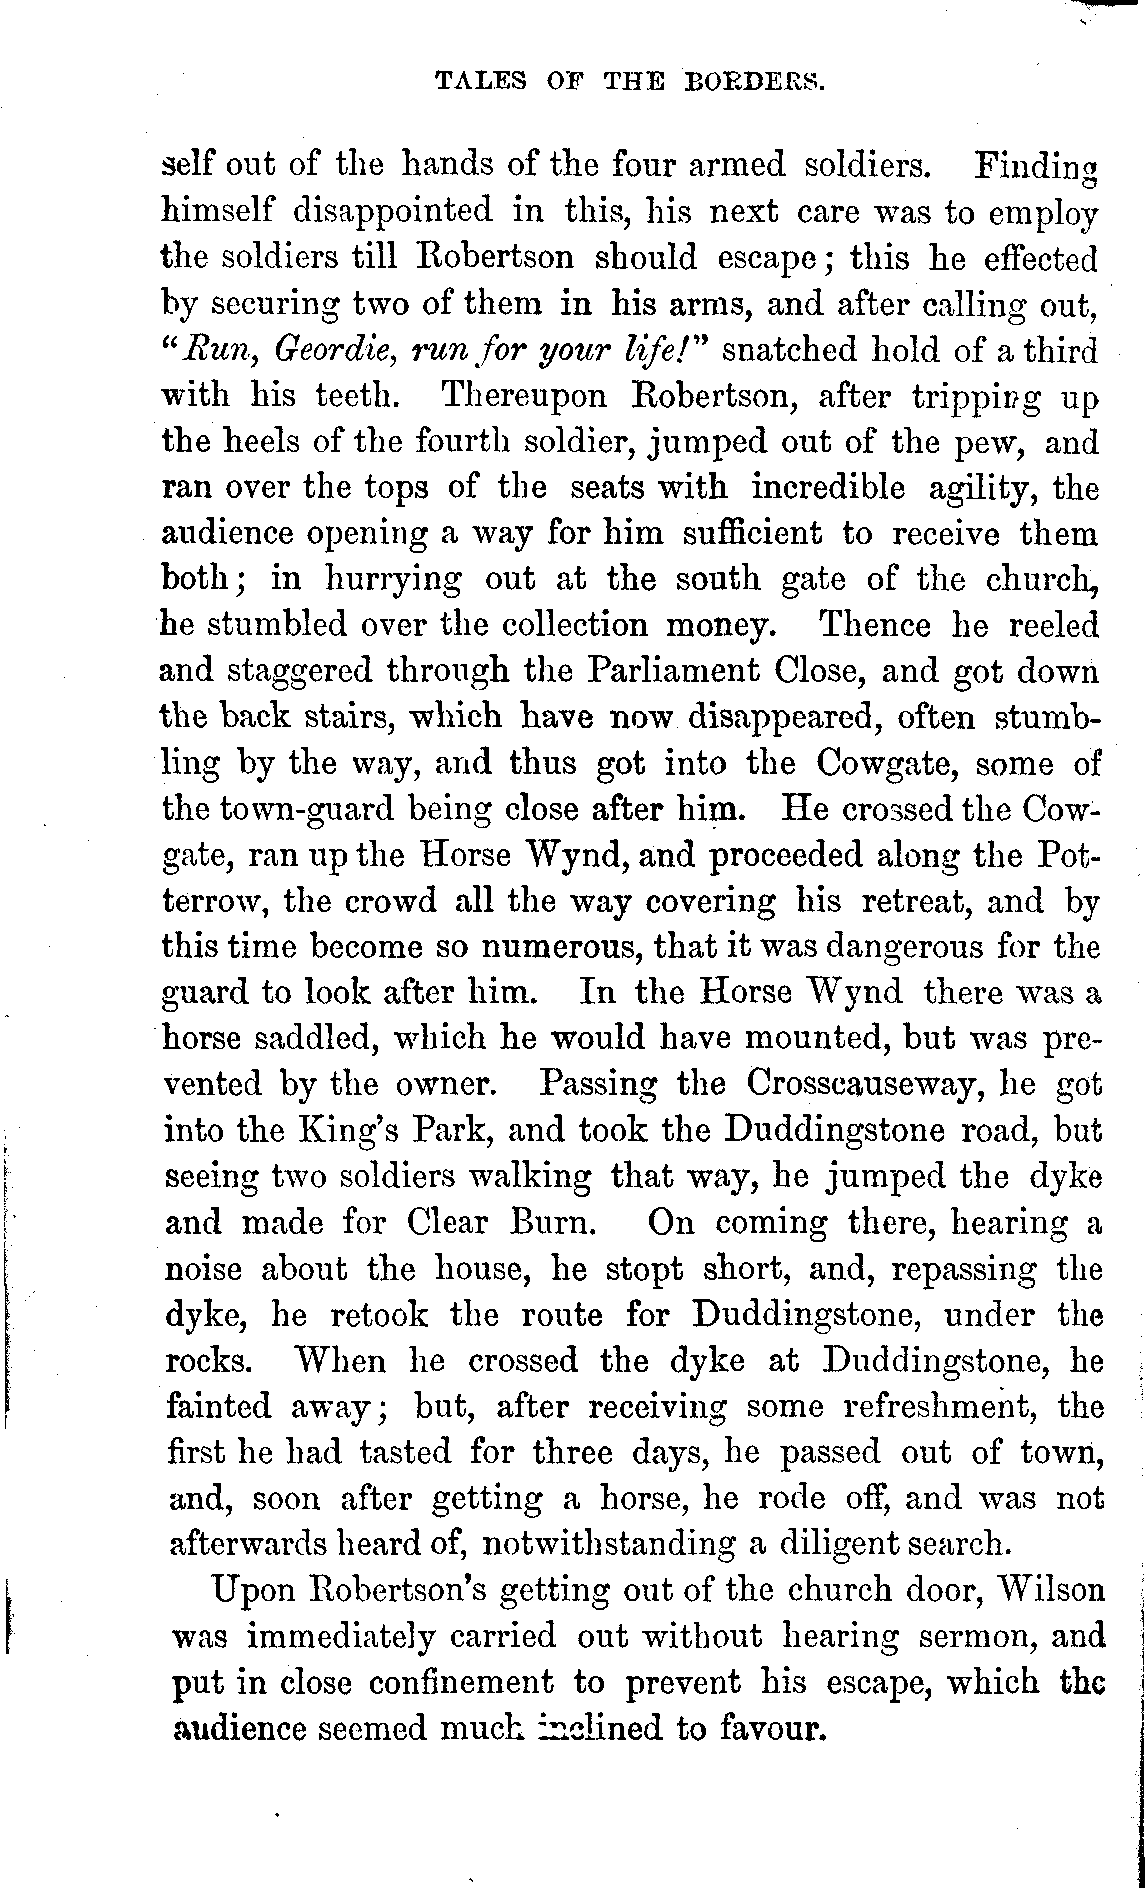 TALES OF THE BORDERS.
self out of the hands of the four armed soldiers. Finding
himself disappointed in this, his next care was to employ
the soldiers till Robertson should escape; this he effected
by securing two of them in his arms, and after calling out,
"Run, Geordie, run for your life!" snatched hold of a third
with his teeth. Thereupon Robertson, after tripping up
the heels of the fourth soldier, jumped out of the pew, and
ran over the tops of the seats with incredible agility, the
audience opening a way for him sufficient to receive them
both; in hurrying out at the south gate of the church,
he stumbled over the collection money. Thence he reeled
and staggered through the Parliament Close, and got down
the back stairs, which have now disappeared, often stumb-
ling by the way, and thus got into the Cowgate, some of
the town-guard being close after him. He crossed the Cow-
gate, ran up the Horse Wynd, and proceeded along the Pot-
terrow, the crowd all the way covering his retreat, and by
this time become so numerous, that it was dangerous for the
guard to look after him. In the Horse Wynd there was a
horse saddled, which he would have mounted, but was pre-
vented by the owner. Passing the Crosscauseway, he got
into the King's Park, and took the Duddingstone road, but
seeing two soldiers walking that way, he jumped the dyke
and made for Clear Burn. On coming there, hearing a
noise about the house, he stopt short, and, repassing the
dyke, he retook the route for Duddingstone, under the
rocks. When he crossed the dyke at Duddingstone, he
fainted away; but, after receiving some refreshment, the
first he had tasted for three days, he passed out of town,
and, soon after getting a horse, he rode off, and was not
afterwards heard of, notwithstanding a diligent search.
Upon Robertson's getting out of the church door, Wilson
was immediately carried out without hearing sermon, and
put in close confinement to prevent his escape, which the
audience seemed much inclined to favour.